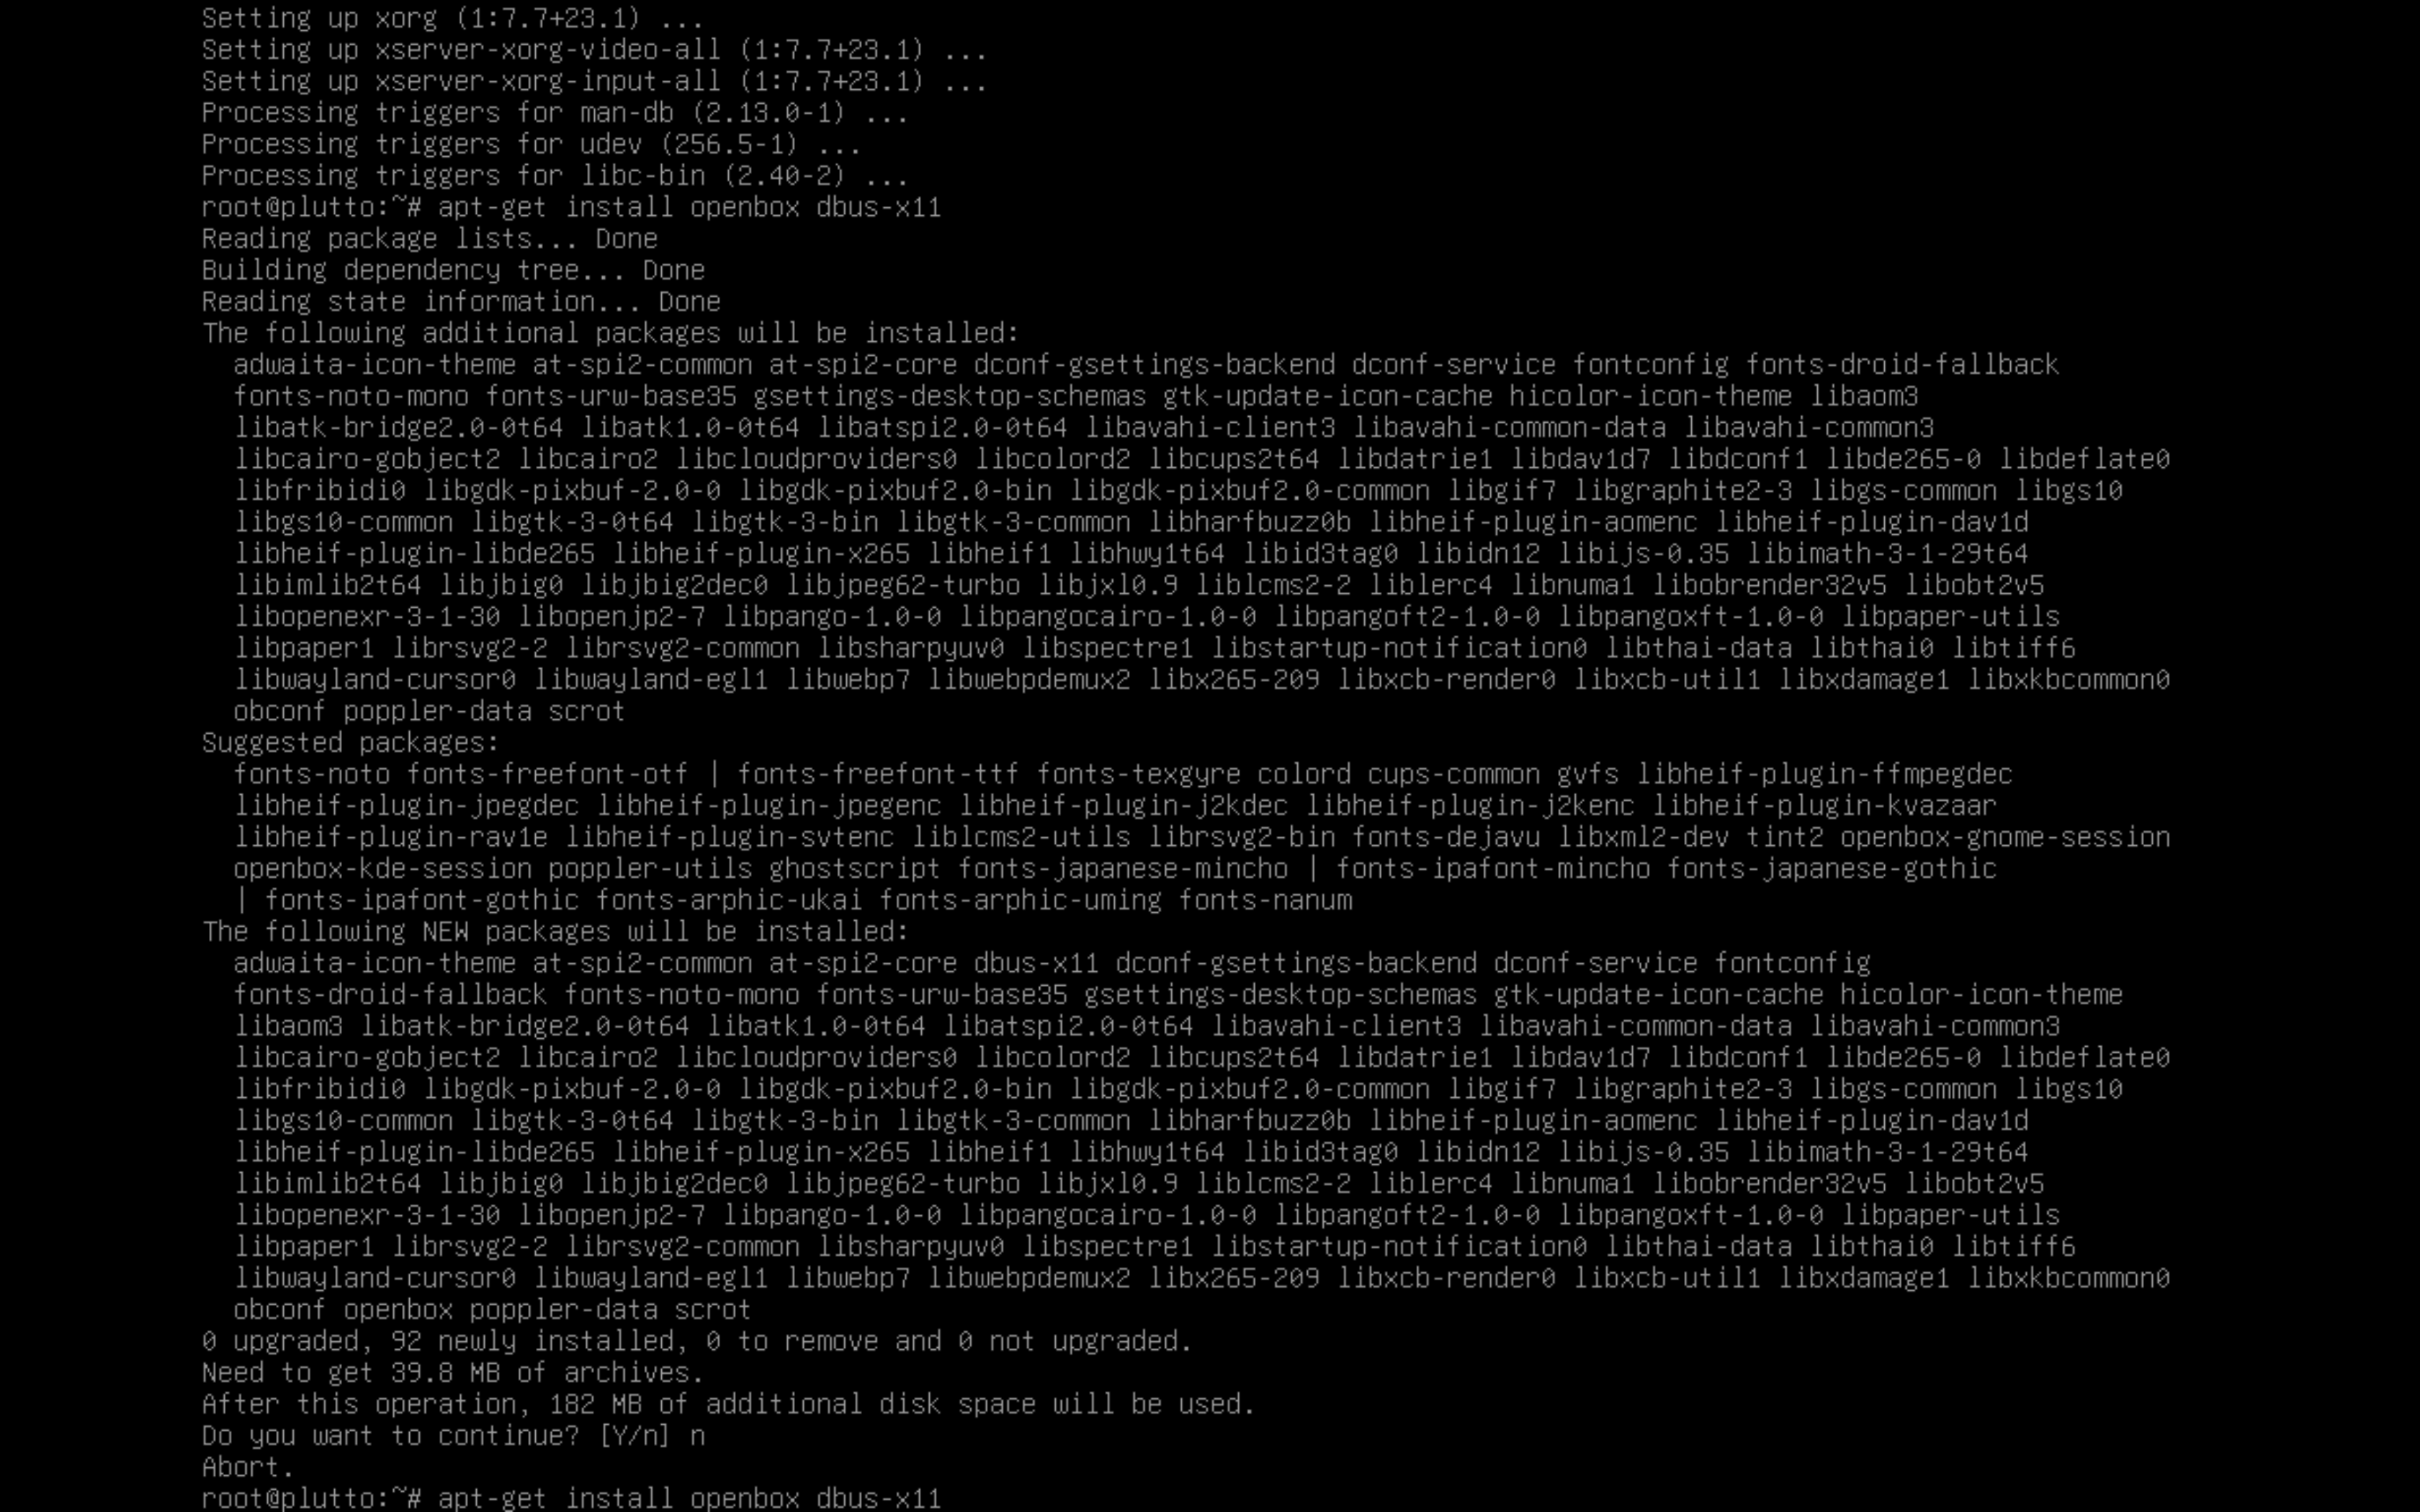 Setting up xorg (1:7.7+23.1) ...
Setting up xserver-xorg-video-all (1:7.7+23.1) ...
Setting up xserver-xorg-input-all (1:7.7+23.1) ...
Processing triggers for man-db (2.13.0-1) ...
Processing triggers for udev (256.5-1) ...
Processing triggers for libc-bin (2.40-2) ...
root@plutto:~# apt-get install openbox dbus-x11
Reading package lists... Done
Building dependency tree... Done
Reading state information... Done
The following additional packages will be installed:
  adwaita-icon-theme at-spi2-common at-spi2-core dconf-gsettings-backend dconf-service fontconfig fonts-droid-fallback
  fonts-noto-mono fonts-urw-base35 gsettings-desktop-schemas gtk-update-icon-cache hicolor-icon-theme libaom3
  libatk-bridge2.0-0t64 libatk1.0-0t64 libatspi2.0-0t64 libavahi-client3 libavahi-common-data libavahi-common3
  libcairo-gobject2 libcairo2 libcloudproviders0 libcolord2 libcups2t64 libdatrie1 libdav1d7 libdconf1 libde265-0 libdeflate0
  libfribidi0 libgdk-pixbuf-2.0-0 libgdk-pixbuf2.0-bin libgdk-pixbuf2.0-common libgif7 libgraphite2-3 libgs-common libgs10
  libgs10-common libgtk-3-0t64 libgtk-3-bin libgtk-3-common libharfbuzz0b libheif-plugin-aomenc libheif-plugin-dav1d
  libheif-plugin-libde265 libheif-plugin-x265 libheif1 libhwy1t64 libid3tag0 libidn12 libijs-0.35 libimath-3-1-29t64
  libimlib2t64 libjbig0 libjbig2dec0 libjpeg62-turbo libjxl0.9 liblcms2-2 liblerc4 libnuma1 libobrender32v5 libobt2v5
  libopenexr-3-1-30 libopenjp2-7 libpango-1.0-0 libpangocairo-1.0-0 libpangoft2-1.0-0 libpangoxft-1.0-0 libpaper-utils
  libpaper1 librsvg2-2 librsvg2-common libsharpyuv0 libspectre1 libstartup-notification0 libthai-data libthai0 libtiff6
  libwayland-cursor0 libwayland-egl1 libwebp7 libwebpdemux2 libx265-209 libxcb-render0 libxcb-util1 libxdamage1 libxkbcommon0
  obconf poppler-data scrot
Suggested packages:
  fonts-noto fonts-freefont-otf | fonts-freefont-ttf fonts-texgyre colord cups-common gvfs libheif-plugin-ffmpegdec
  libheif-plugin-jpegdec libheif-plugin-jpegenc libheif-plugin-j2kdec libheif-plugin-j2kenc libheif-plugin-kvazaar
  libheif-plugin-rav1e libheif-plugin-svtenc liblcms2-utils librsvg2-bin fonts-dejavu libxml2-dev tint2 openbox-gnome-session
  openbox-kde-session poppler-utils ghostscript fonts-japanese-mincho | fonts-ipafont-mincho fonts-japanese-gothic
  | fonts-ipafont-gothic fonts-arphic-ukai fonts-arphic-uming fonts-nanum
The following NEW packages will be installed:
  adwaita-icon-theme at-spi2-common at-spi2-core dbus-x11 dconf-gsettings-backend dconf-service fontconfig
  fonts-droid-fallback fonts-noto-mono fonts-urw-base35 gsettings-desktop-schemas gtk-update-icon-cache hicolor-icon-theme
  libaom3 libatk-bridge2.0-0t64 libatk1.0-0t64 libatspi2.0-0t64 libavahi-client3 libavahi-common-data libavahi-common3
  libcairo-gobject2 libcairo2 libcloudproviders0 libcolord2 libcups2t64 libdatrie1 libdav1d7 libdconf1 libde265-0 libdeflate0
  libfribidi0 libgdk-pixbuf-2.0-0 libgdk-pixbuf2.0-bin libgdk-pixbuf2.0-common libgif7 libgraphite2-3 libgs-common libgs10
  libgs10-common libgtk-3-0t64 libgtk-3-bin libgtk-3-common libharfbuzz0b libheif-plugin-aomenc libheif-plugin-dav1d
  libheif-plugin-libde265 libheif-plugin-x265 libheif1 libhwy1t64 libid3tag0 libidn12 libijs-0.35 libimath-3-1-29t64
  libimlib2t64 libjbig0 libjbig2dec0 libjpeg62-turbo libjxl0.9 liblcms2-2 liblerc4 libnuma1 libobrender32v5 libobt2v5
  libopenexr-3-1-30 libopenjp2-7 libpango-1.0-0 libpangocairo-1.0-0 libpangoft2-1.0-0 libpangoxft-1.0-0 libpaper-utils
  libpaper1 librsvg2-2 librsvg2-common libsharpyuv0 libspectre1 libstartup-notification0 libthai-data libthai0 libtiff6
  libwayland-cursor0 libwayland-egl1 libwebp7 libwebpdemux2 libx265-209 libxcb-render0 libxcb-util1 libxdamage1 libxkbcommon0
  obconf openbox poppler-data scrot
0 upgraded, 92 newly installed, 0 to remove and 0 not upgraded.
Need to get 39.8 MB of archives.
After this operation, 182 MB of additional disk space will be used.
Do you want to continue? [Y/n] n
Abort.
root@plutto:~# apt-get install openbox dbus-x11